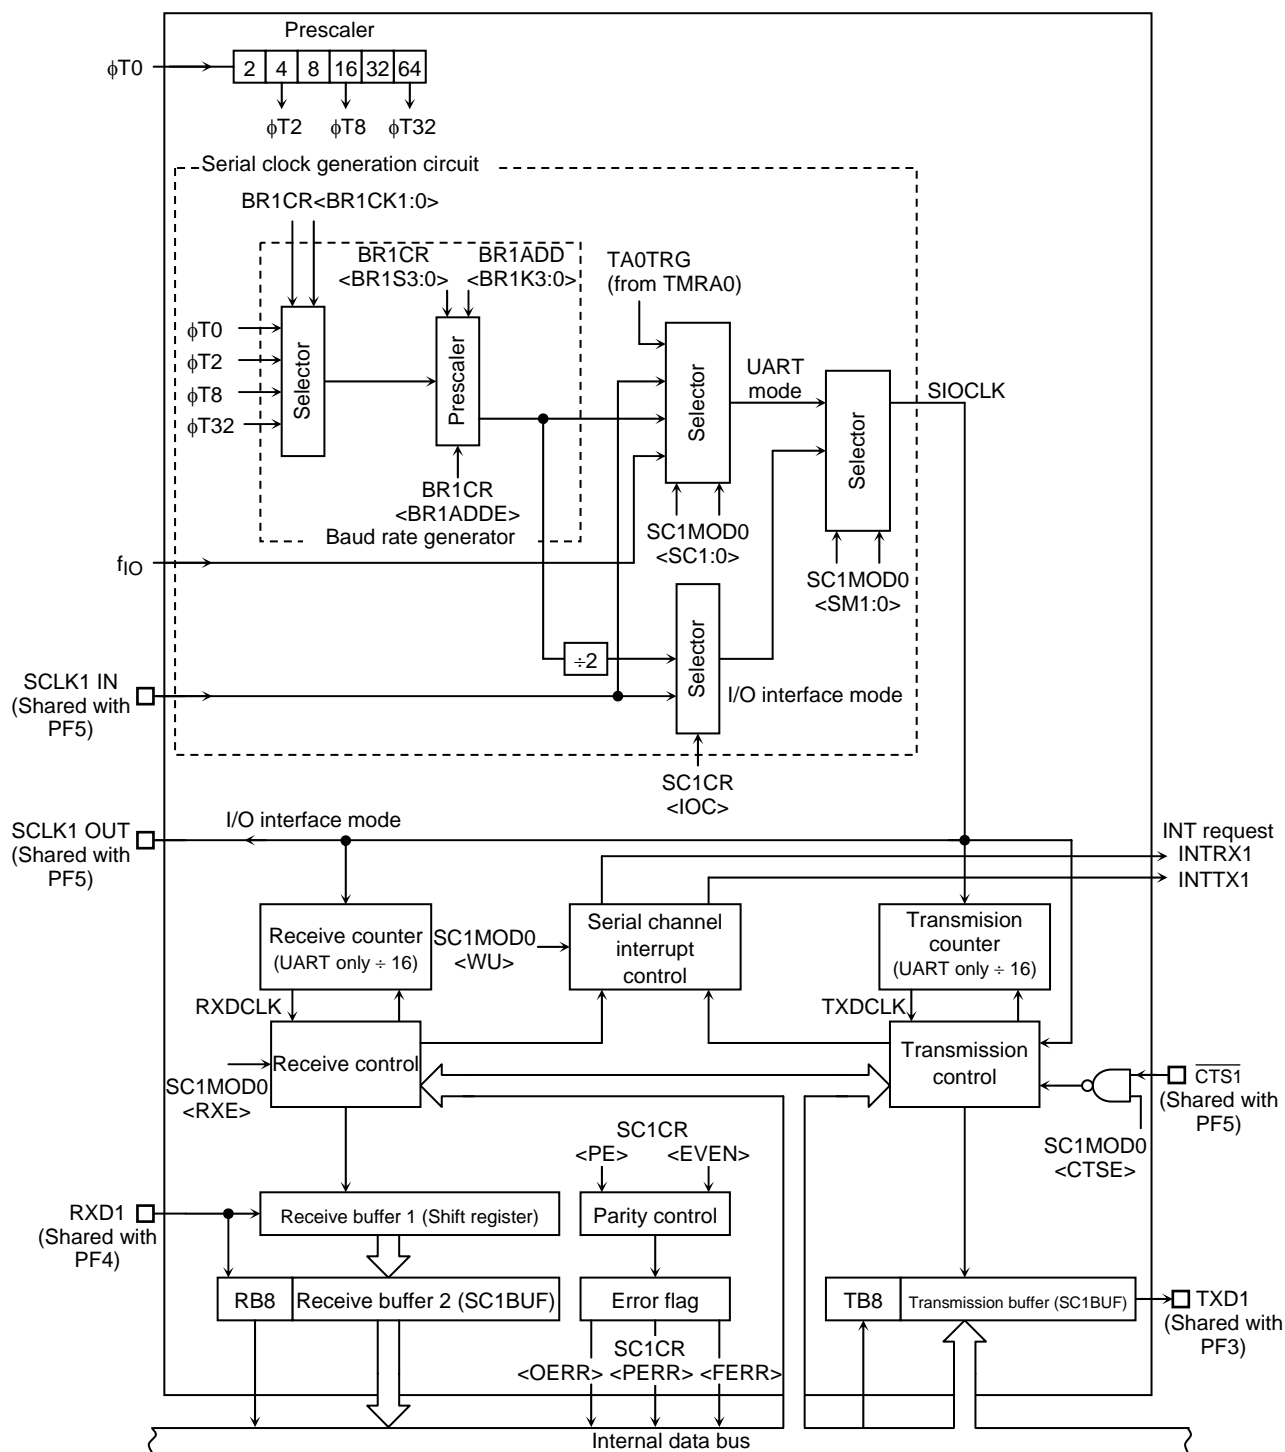 Prescaler
ϕT0
2 4 8 16 32 64
ϕT2 ϕT8 ϕT32
Serial clock generation circuit
BR1CR<BR1CK1:0>
BR1CR
<BR1S3:0>
BR1ADD
<BR1K3:0>
TA0TRG
(from TMRA0)
ϕT0
ϕT2
ϕT8
ϕT32
Selector
Prescaler
Selector
UART
mode
Selector
SIOCLK
BR1CR
<BR1ADDE>
Baud rate generator
SC1MOD0
<SC1:0>
fIO
SC1MOD0
<SM1:0>
÷2
Selector
I/O interface mode
SCLK1 IN
(Shared with
PF5)
SC1CR
<IOC>
SCLK1 OUT
(Shared with
PF5)
I/O interface mode
INT request
INTRX1
INTTX1
Receive counter
(UART only ÷ 16)
SC1MOD0
<WU>
Serial channel
interrupt
control
Transmision
counter
(UART only ÷ 16)
RXDCLK
TXDCLK
Receive control
SC1MOD0
<RXE>
Transmission
control
CTS1
(Shared with
PF5)
SC1MOD0
<CTSE>
SC1CR
<PE> <EVEN>
RXD1
(Shared with
PF4)
Receive buffer 1 (Shift register)
Parity control
RB8
Receive buffer 2 (SC1BUF)
Error flag
TB8
Transmission buffer (SC1BUF)
TXD1
(Shared with
PF3)
SC1CR
<OERR> <PERR> <FERR>
Internal data bus